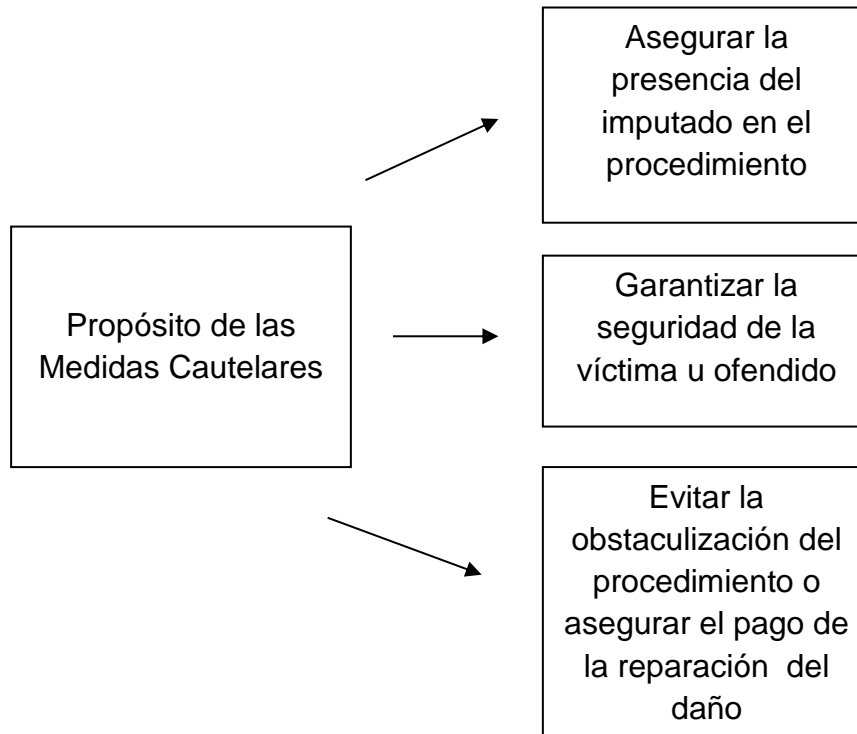 Asegurar la
presencia del
imputado en el
procedimiento
Propósito de las
Medidas Cautelares
Garantizar la
seguridad de la
víctima u ofendido
Evitar la
obstaculización del
procedimiento o
asegurar el pago de
la reparación  del
daño